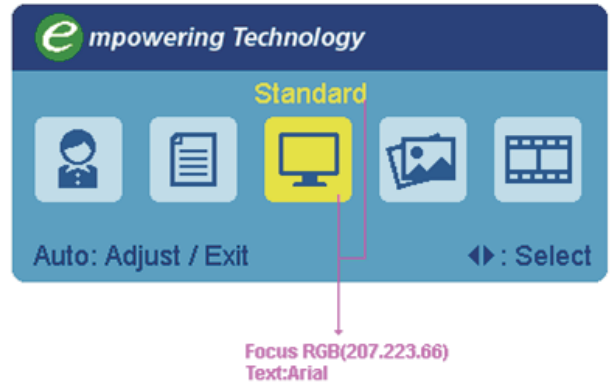 empowering Technology
Standard
Auto: Adjust / Exit
◀▶: Select
Focus RGB(207.223.66)
Text:Arial